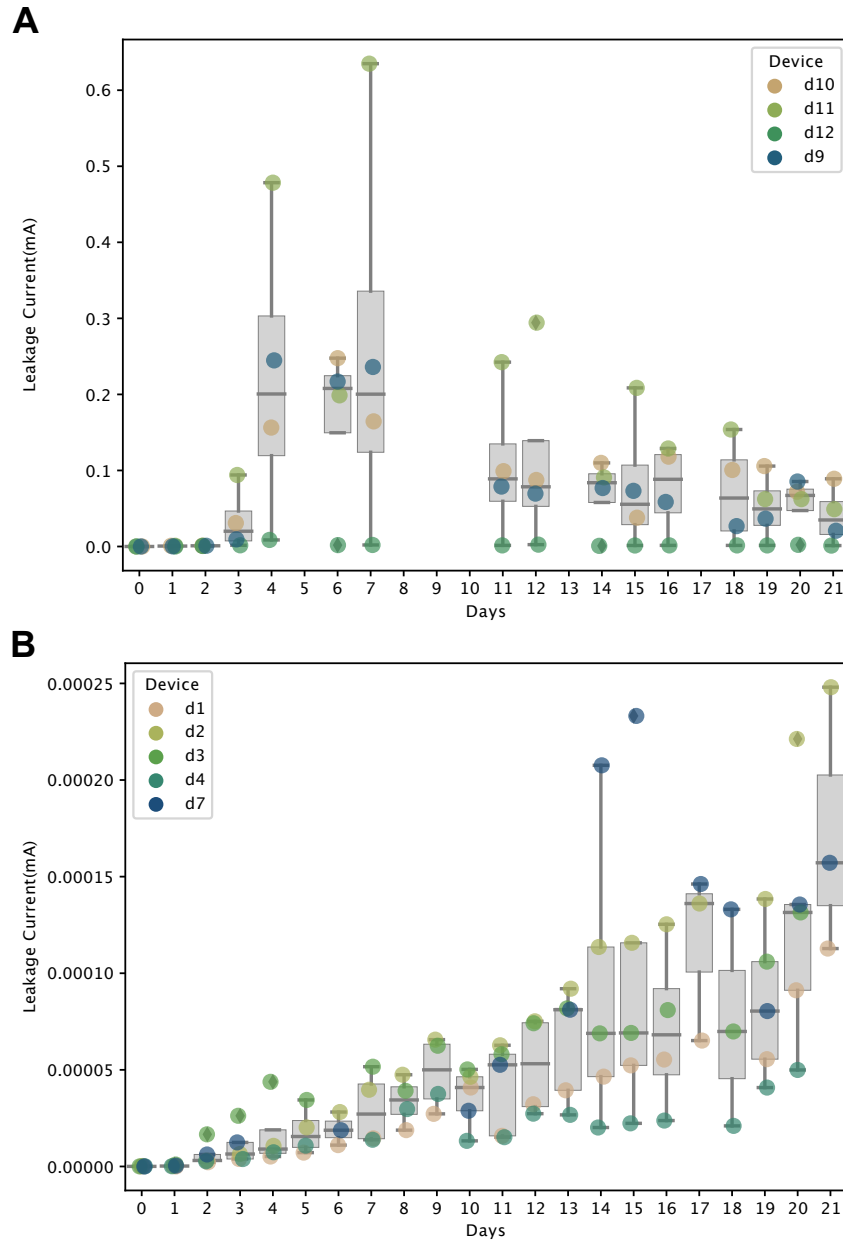 A
Device
d10
d11
d12
d9
0.6
0.5
0.4
0.3
0.2
0.1
0.0
Leakage Current(mA)
0 1 2 3 4 5 6 7 8 9 10 11 12 13 14 15 16 17 18 19 20 21
Days
B
Device
d1
d2
d3
d4
d7
0.00025
0.00020
0.00015
0.00010
0.00005
0.00000
Leakage Current(mA)
0 1 2 3 4 5 6 7 8 9 10 11 12 13 14 15 16 17 18 19 20 21
Days